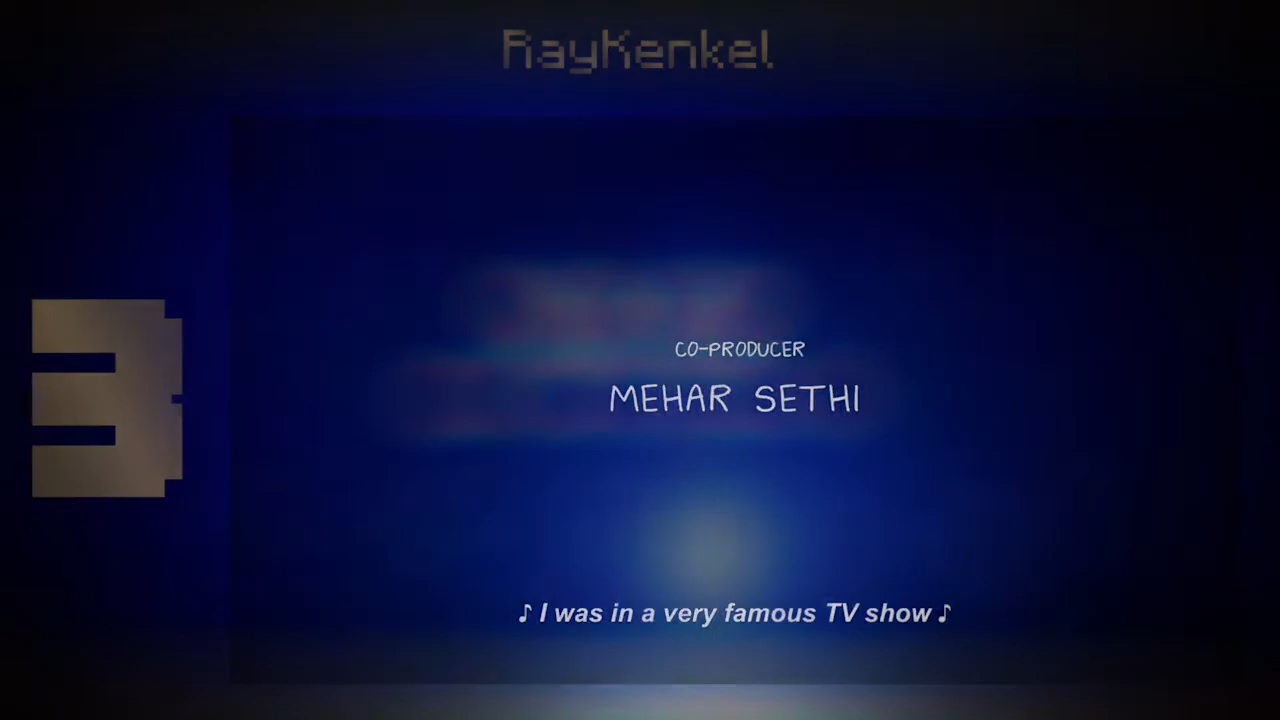 RayKenkel
3
CO-PRODUCER
MEHAR SETHI
♪ I was in a very famous TV show ♪